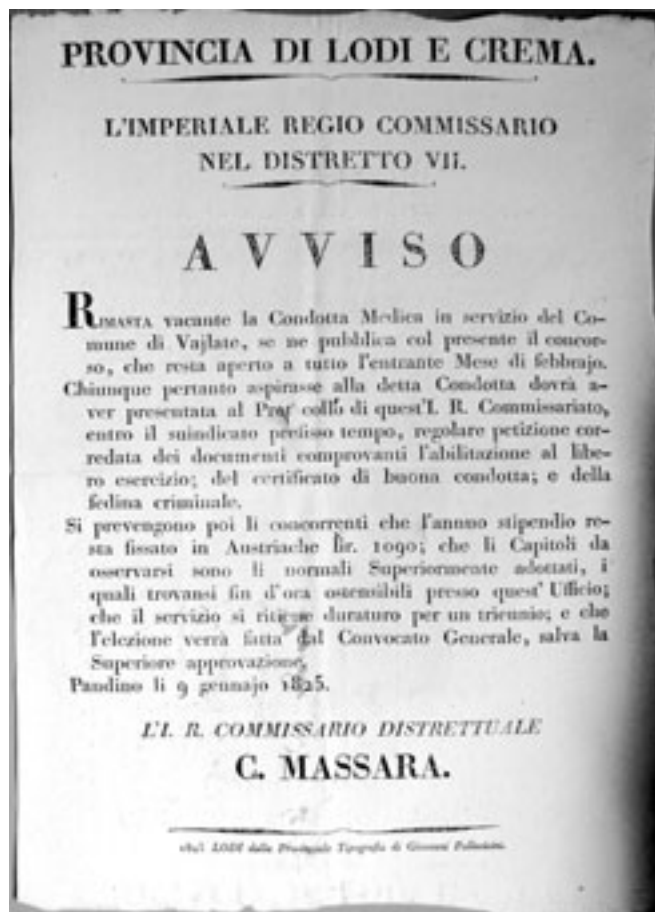 PROVINCIA DI LODI E CREMA.
L'IMPERIALE REGIO COMMISSARIO
NEL DISTRETTO VII.
AVVISO
RIMASTA vacante la Condotta Medica in servizio del Co-
mune di Vajlate, se ne pubblica col presente il concor-
so, che resta aperto a tutto l'entrante Mese di febbrajo.
Chiunque pertanto aspirasse alla detta Condotta dovrà a-
ver presentata al di quest'I. R. Commissariato,
entro il suindicato prefisso tempo, regolare petizione cor-
redata dei documenti comprovanti l'abilitazione al libe-
ro esercizio; del certificato di buona condotta; e della
fedina criminale.
Si prevengono poi li concorrenti che l'annuo stipendio re-
sta fissato in Austriache lir. 1090; che li Capitoli da
osservarsi sono li normali Superiormente adottati, i
quali trovansi fin d'ora ostensibili presso quest' Ufficio;
che il servizio si ritiene duraturo per un triennio; e che
l'elezione verrà fatta dal Convocato Generale, salva la
Superiore approvazione.
Pandino li 9 gennajo 1825.
L'I. R. COMMISSARIO DISTRETTUALE
C. MASSARA.
LODI dalla Provinciale Tipografia di Giovanni